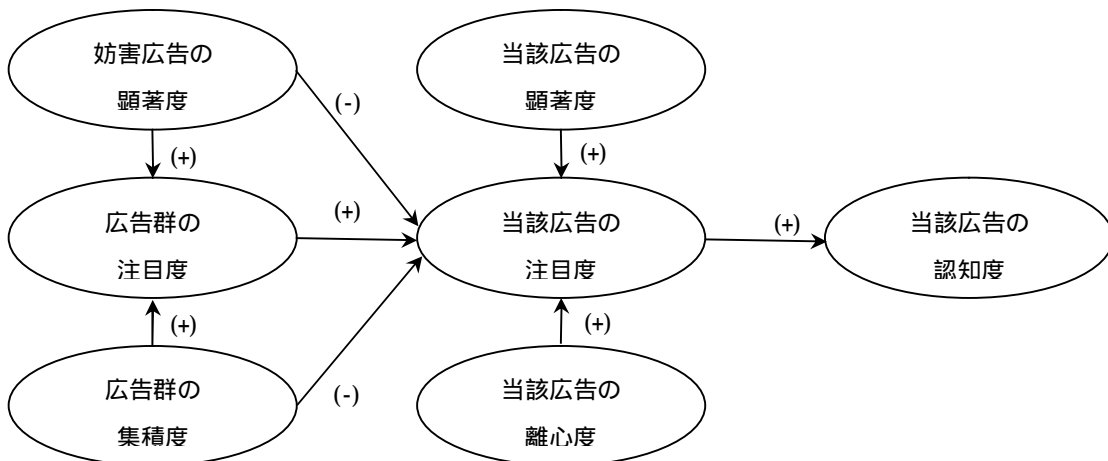 妨害広告の
顕著度
当該広告の
顕著度
(-)
(+)
(+)
広告群の
注目度
(+)
当該広告の
注目度
(+)
当該広告の
認知度
(+)
(+)
広告群の
集積度
(-)
当該広告の
離心度